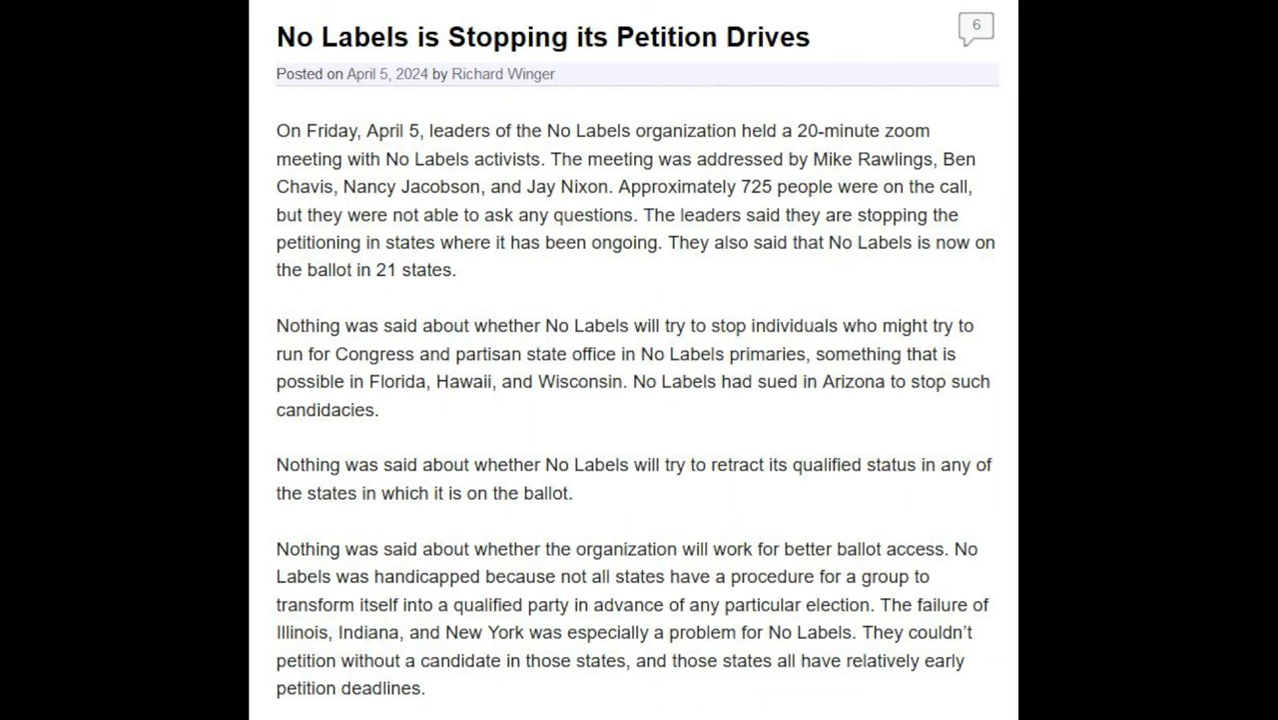 No Labels is Stopping its Petition Drives
6
Posted on April 5, 2024 by Richard Winger
On Friday, April 5, leaders of the No Labels organization held a 20-minute zoom
meeting with No Labels activists. The meeting was addressed by Mike Rawlings, Ben
Chavis, Nancy Jacobson, and Jay Nixon. Approximately 725 people were on the call,
but they were not able to ask any questions. The leaders said they are stopping the
petitioning in states where it has been ongoing. They also said that No Labels is now on
the ballot in 21 states.
Nothing was said about whether No Labels will try to stop individuals who might try to
run for Congress and partisan state office in No Labels primaries, something that is
possible in Florida, Hawaii, and Wisconsin. No Labels had sued in Arizona to stop such
candidacies.
Nothing was said about whether No Labels will try to retract its qualified status in any of
the states in which it is on the ballot.
Nothing was said about whether the organization will work for better ballot access. No
Labels was handicapped because not all states have a procedure for a group to
transform itself into a qualified party in advance of any particular election. The failure of
Illinois, Indiana, and New York was especially a problem for No Labels. They couldn’t
petition without a candidate in those states, and those states all have relatively early
petition deadlines.